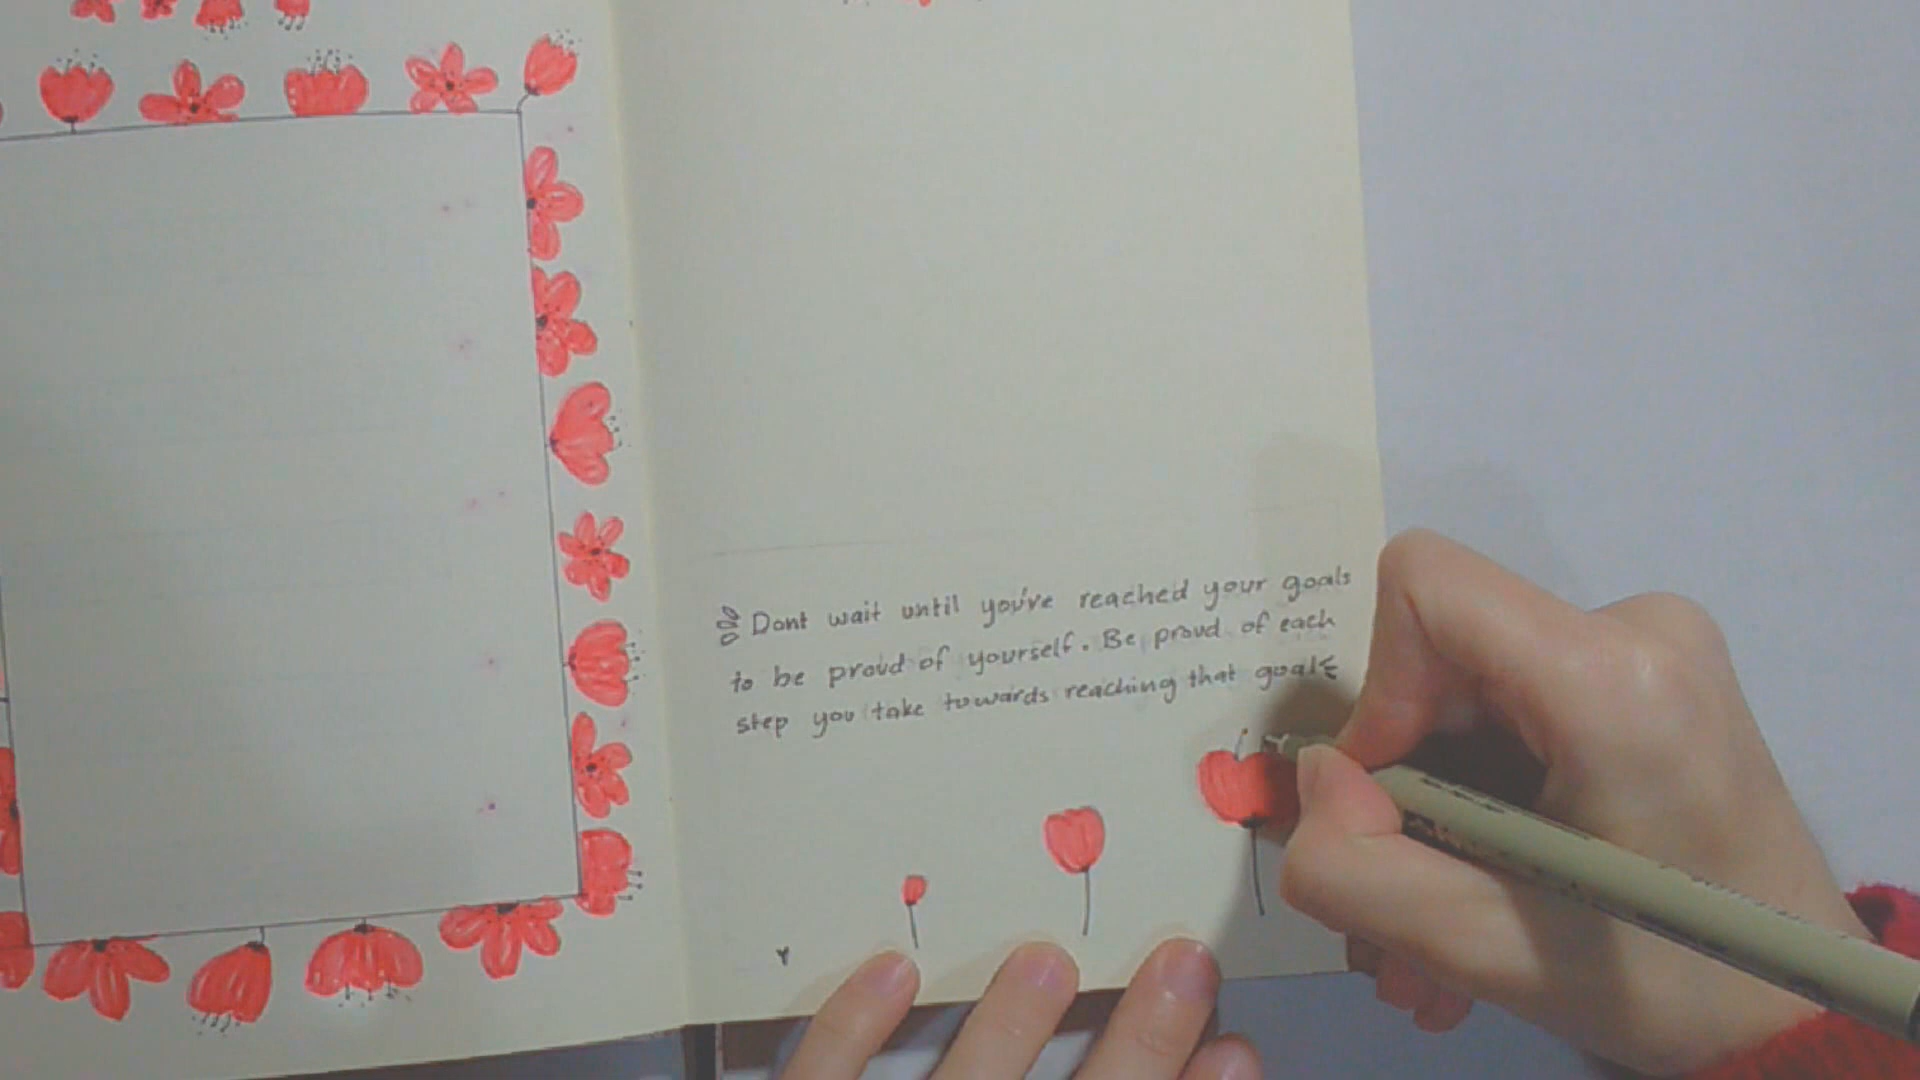 Dont wait until you've reached your goals
to be proud of yourself. Be proud of each
step you take towards reaching that goal